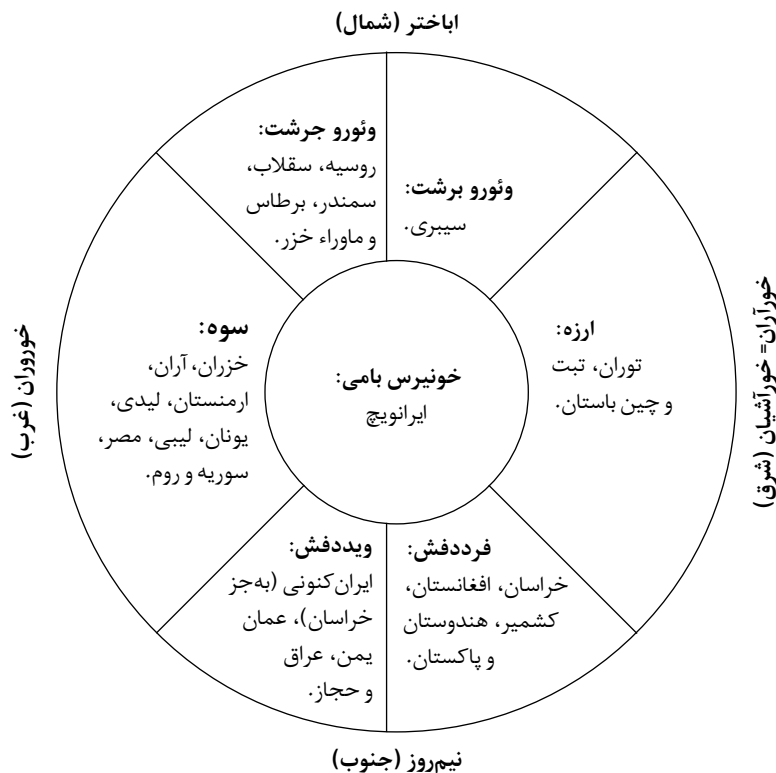 اباختر (شمال)
وئورو برشت:
سیبری.
وئورو جرشت:
روسیه، سقلاب،
سمندر، برطاس
و ماوراء خزر.
خورآران= خورآشیان (شرق)
ارزه:
توران، تبت
و چین باستان.
خونیرس بامی:
ایرانویچ
سوه:
خزران، آران،
ارمنستان، لیدی،
یونان، لیبی، مصر،
سوریه و روم.
خوروران (غرب)
فرددفش:
خراسان، افغانستان،
کشمیر، هندوستان
و پاکستان.
ویددفش:
ایران‌کنونی (به‌جز
خراسان)، عمان
یمن، عراق
و حجاز.
نیم‌روز (جنوب)